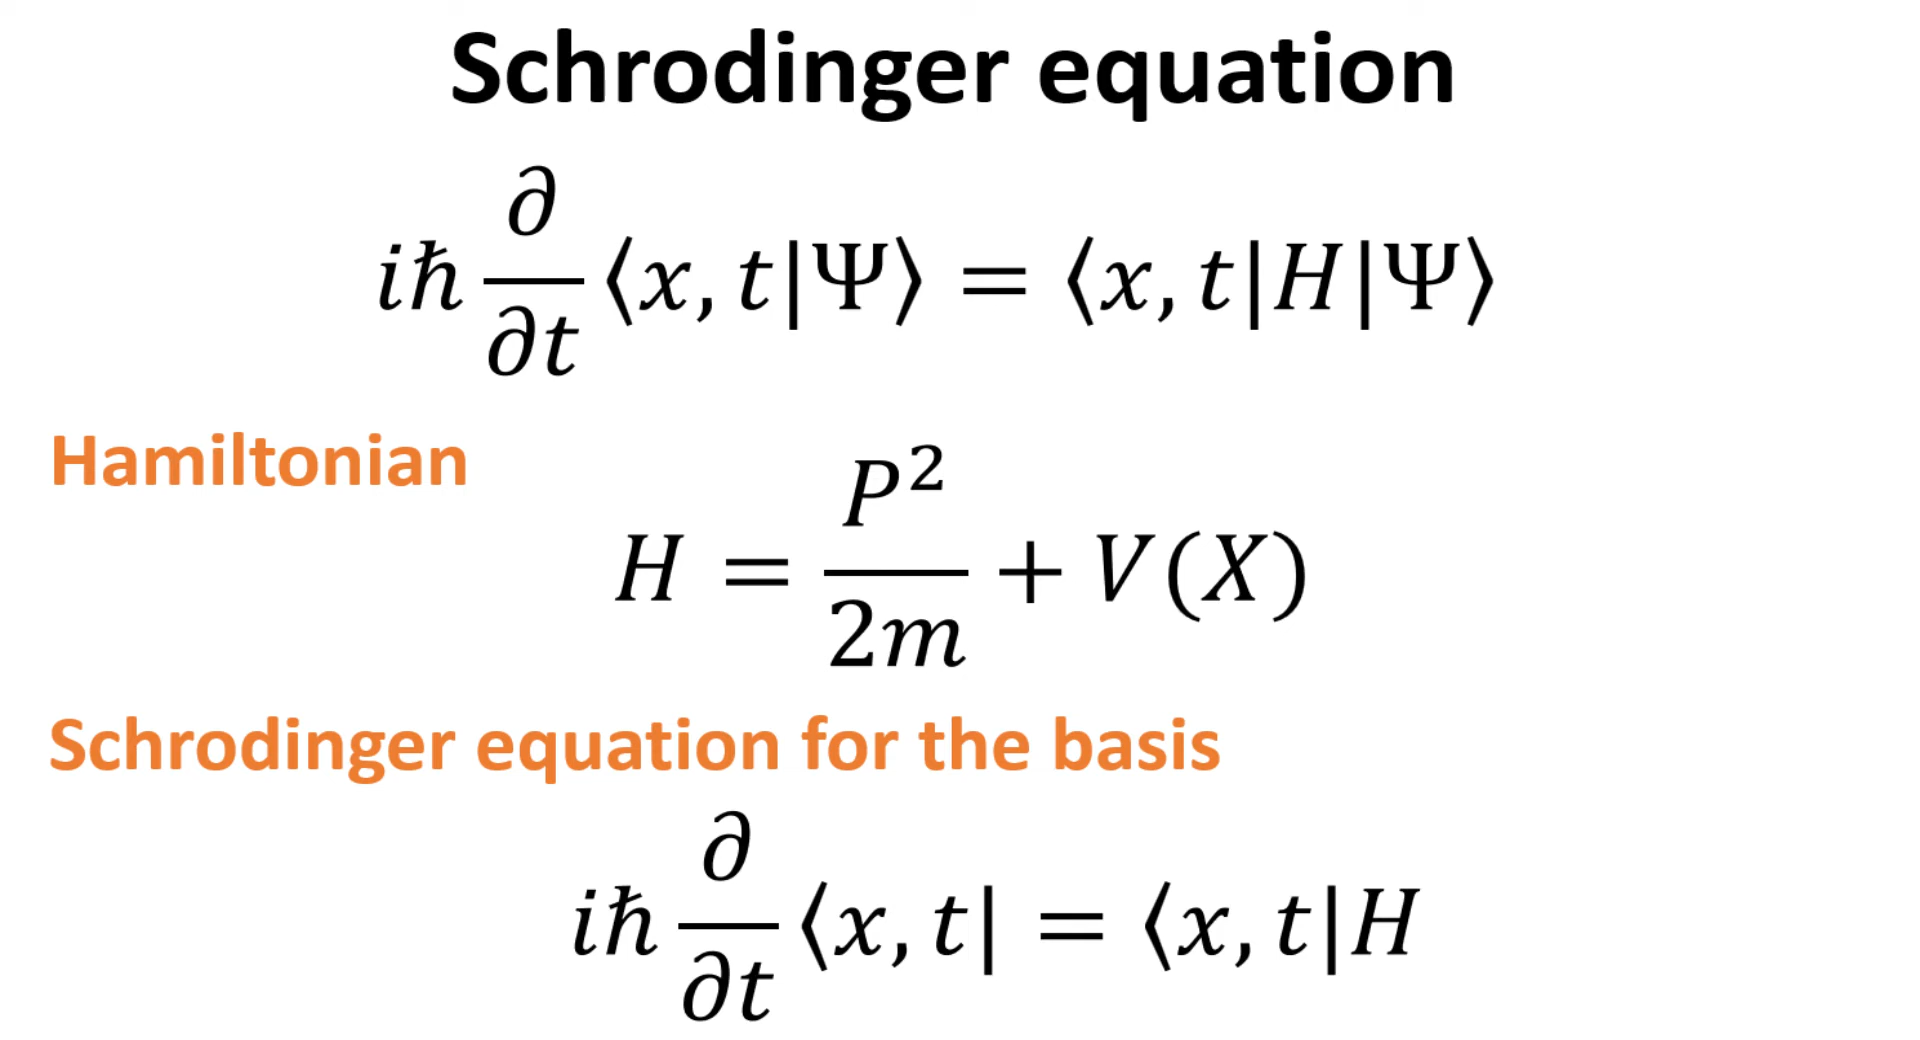 Schrodinger equation
iħ ∂/∂t ⟨x, t|Ψ⟩ = ⟨x, t|H|Ψ⟩
Hamiltonian
H = P²/2m + V(X)
Schrodinger equation for the basis
iħ ∂/∂t ⟨x, t| = ⟨x, t|H